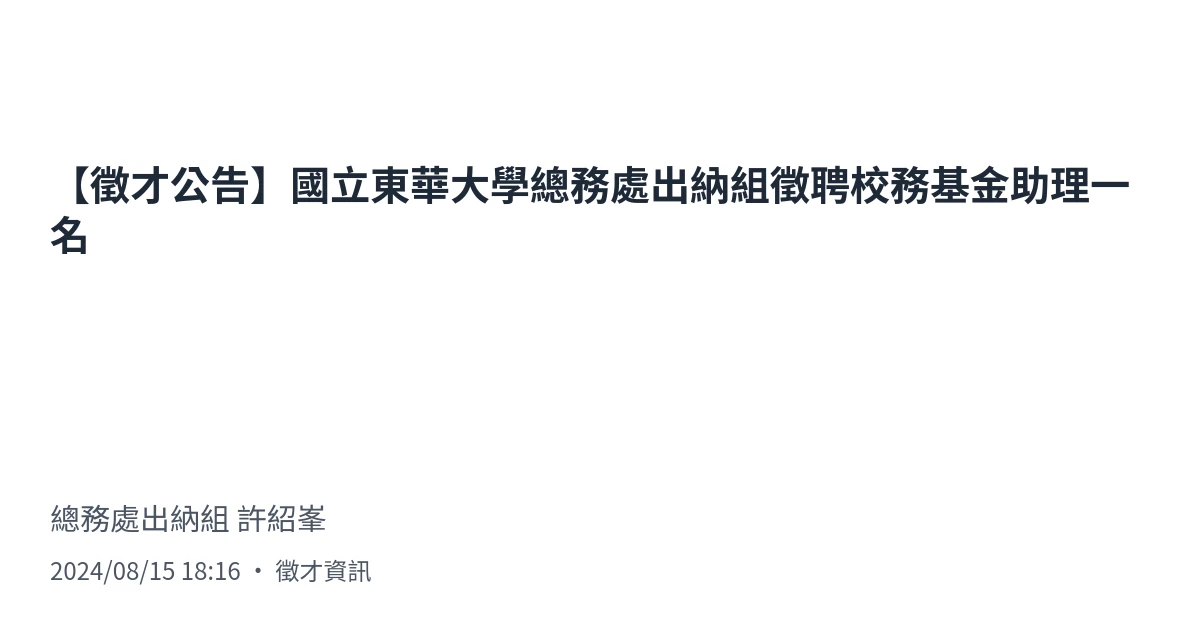 【徵才公告】國立東華大學總務處出納組徵聘校務基金助理一
名
總務處出納組 許紹峯
2024/08/15 18:16 • 徵才資訊